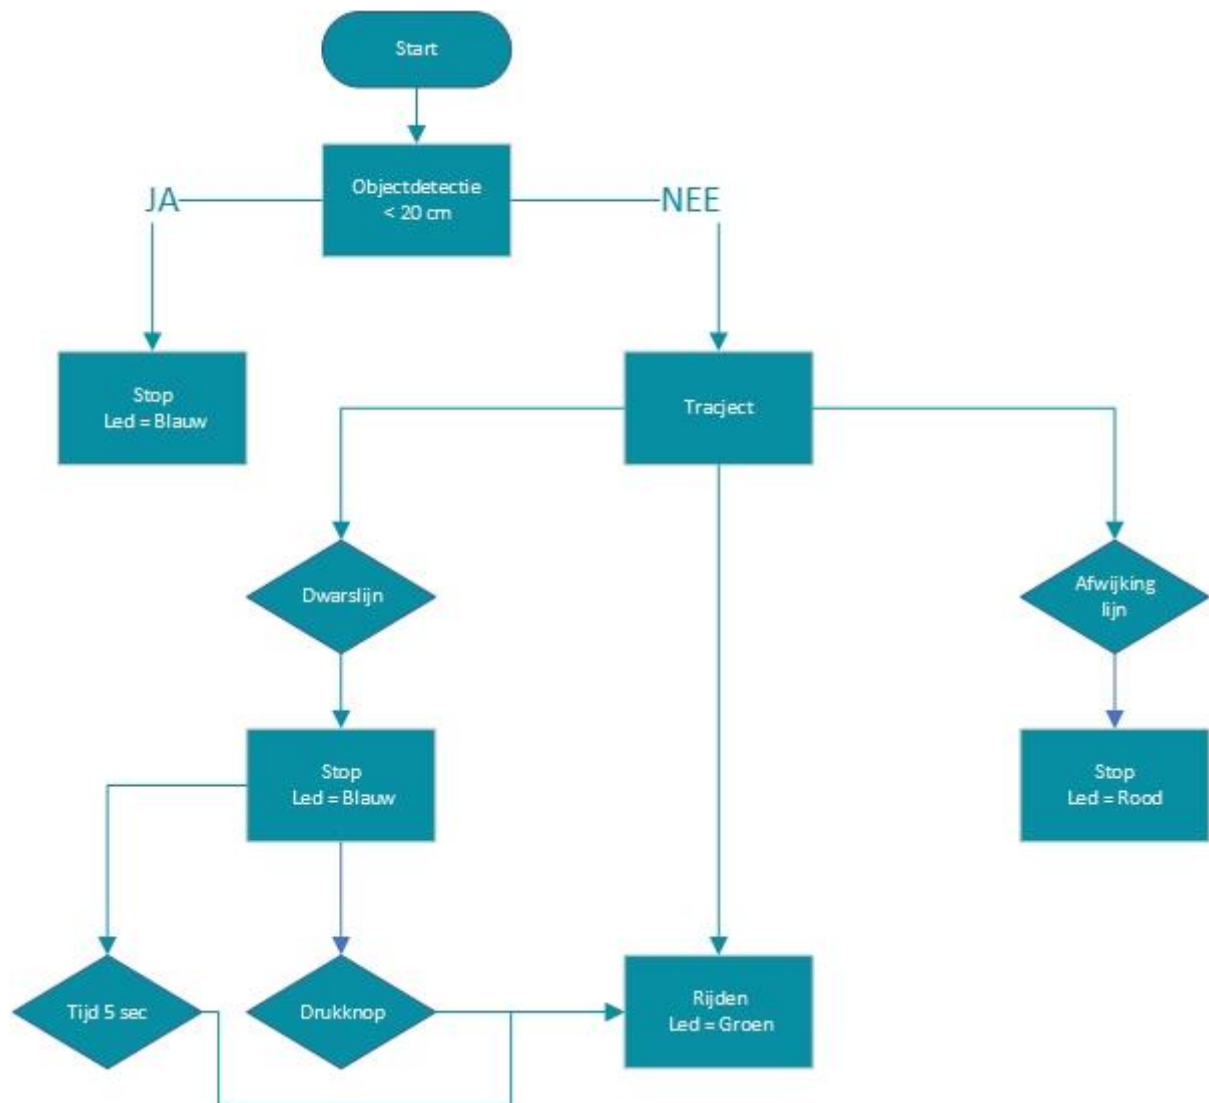 Start
Objectdetectie
< 20 cm
JA
NEE
Stop
Led = Blauw
Tracject
Dwarslijn
Afwijking
lijn
Stop
Led = Blauw
Stop
Led = Rood
Tijd 5 sec
Drukknop
Rijden
Led = Groen